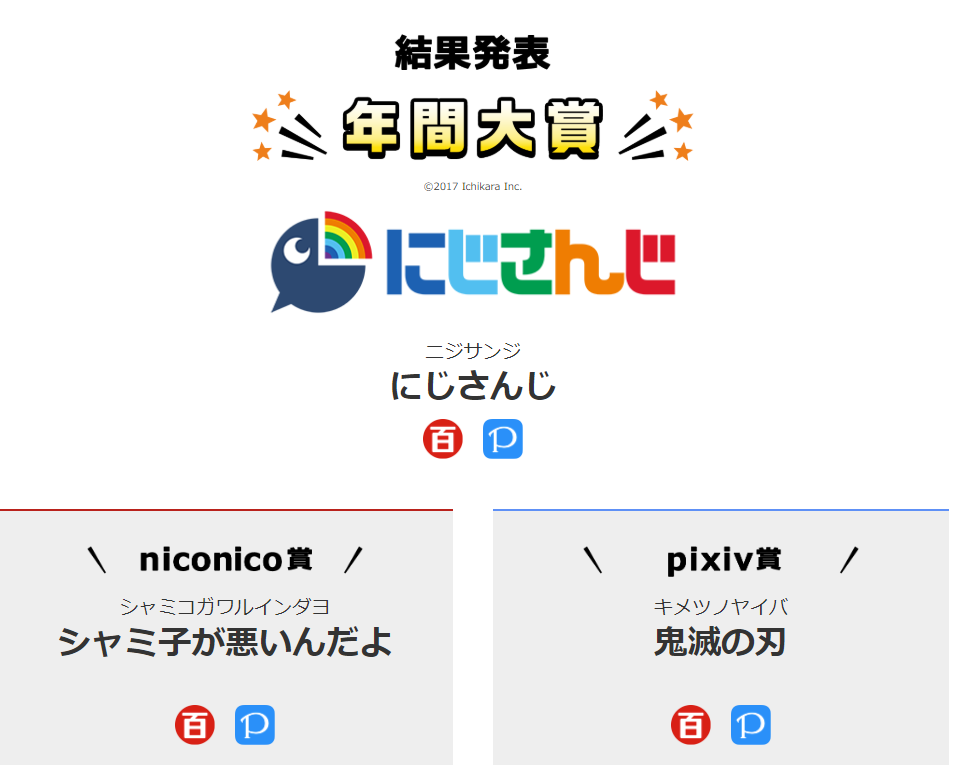 結果発表
年間大賞
©2017 Ichikara Inc.
にじさんじ
ニジサンジ
にじさんじ
百 P
niconico賞
シャミコガワルインダヨ
シャミ子が悪いんだよ
百 P
pixiv賞
キメツノヤイバ
鬼滅の刃
百 P